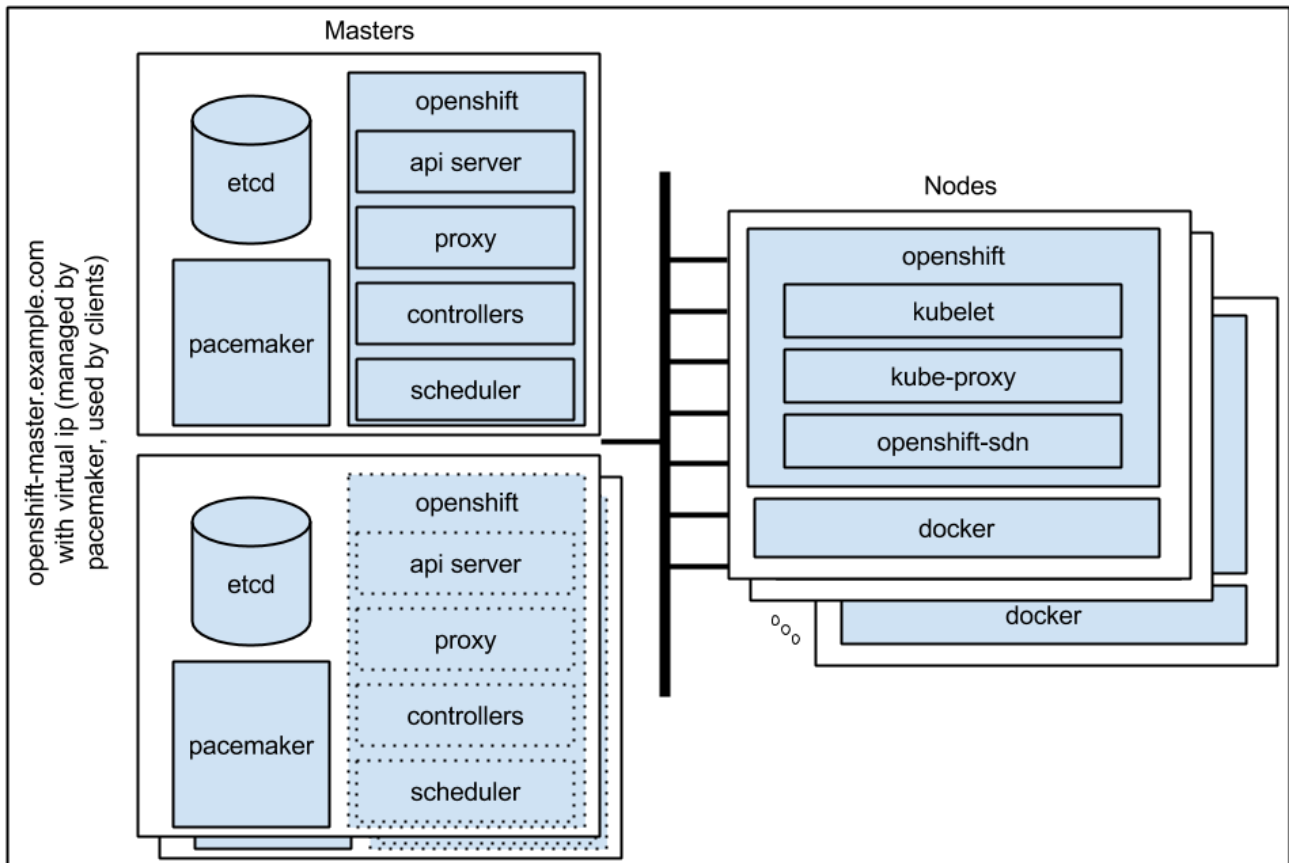 Masters
openshift-master.example.com
with virtual ip (managed by
pacemaker, used by clients)
etcd
pacemaker
openshift
api server
proxy
controllers
scheduler
etcd
pacemaker
openshift
api server
proxy
controllers
scheduler
Nodes
openshift
kubelet
kube-proxy
openshift-sdn
docker
docker